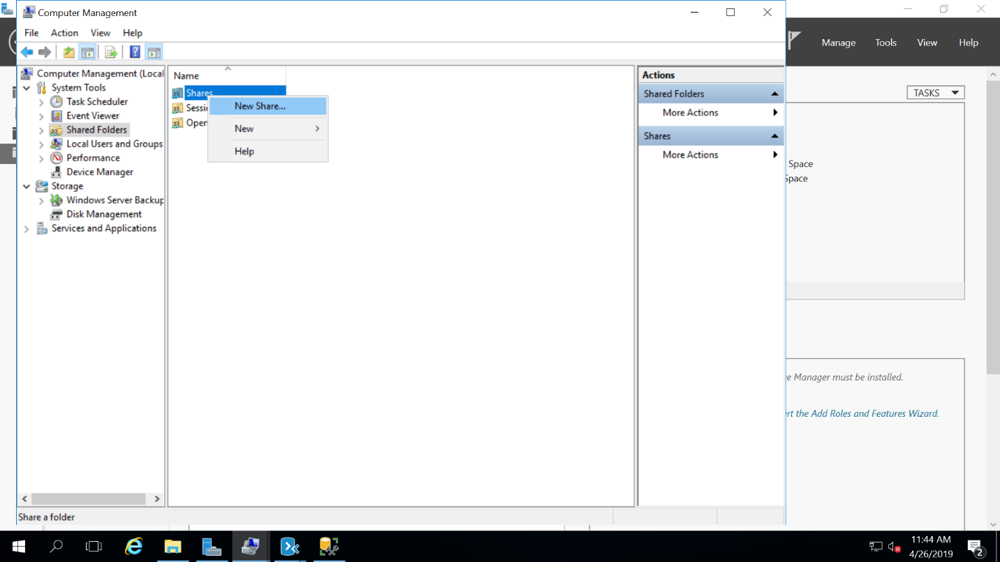 Computer Management
File Action View Help
Manage Tools View Help
Computer Management (Local
System Tools
Task Scheduler
Event Viewer
Shared Folders
Local Users and Groups
Performance
Device Manager
Storage
Windows Server Backup
Disk Management
Services and Applications
Name
Shares
Sessi
Open
New Share...
New
Help
Actions
Shared Folders
More Actions
Shares
More Actions
TASKS
Space
Space
e Manager must be installed.
rt the Add Roles and Features Wizard.
Share a folder
11:44 AM
4/26/2019
2